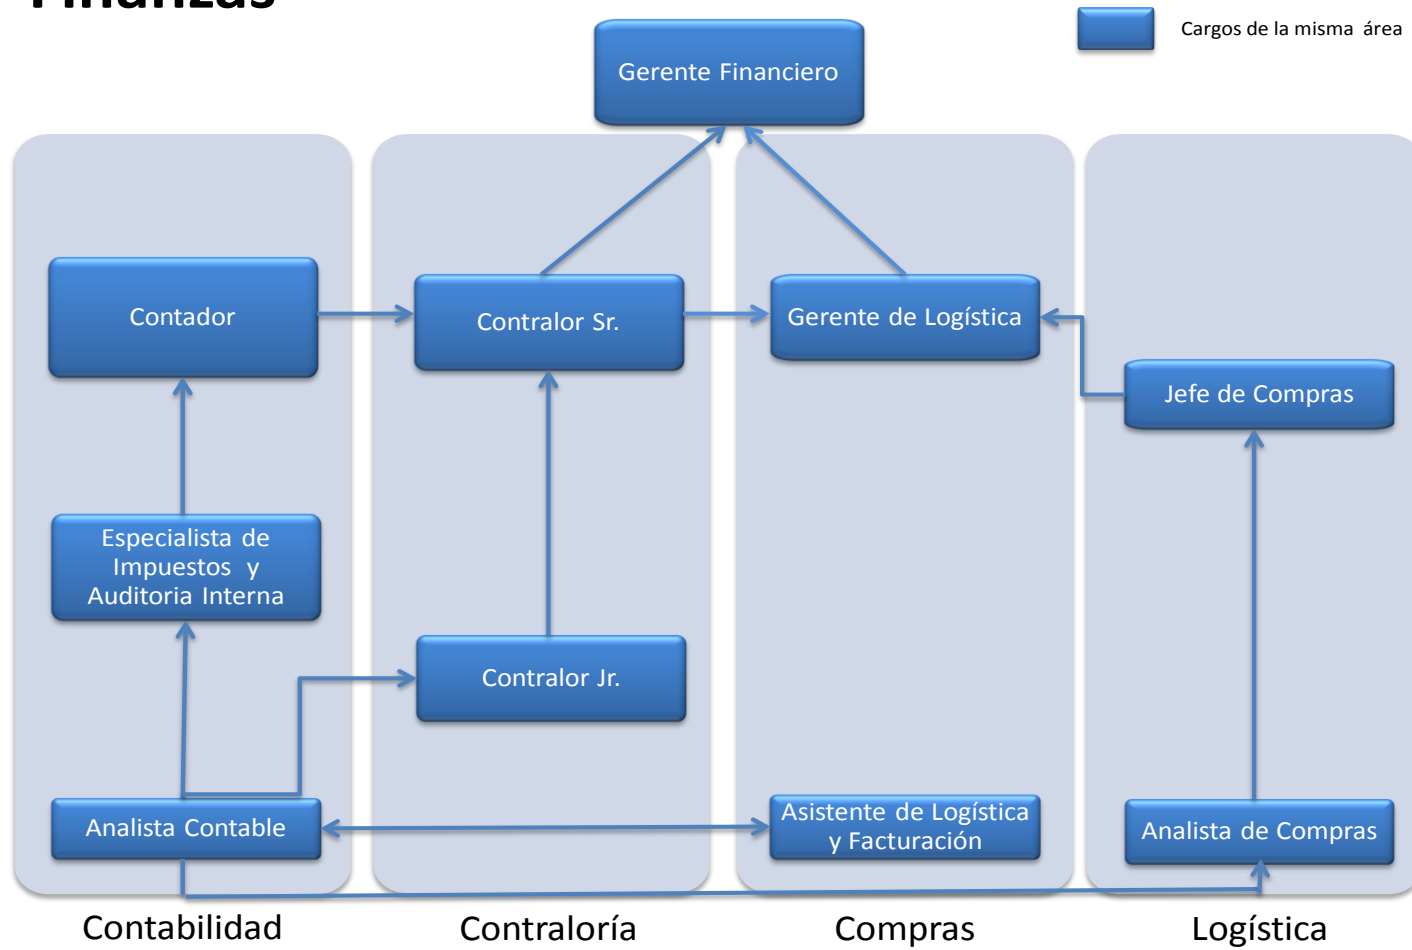 Finanzas
Cargos de la misma área
Gerente Financiero
Contador
Contralor Sr.
Gerente de Logística
Jefe de Compras
Especialista de
Impuestos y
Auditoria Interna
Contralor Jr.
Analista Contable
Asistente de Logística
y Facturación
Analista de Compras
Contabilidad
Contraloría
Compras
Logística